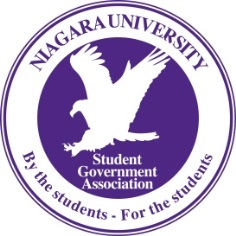 NIAGARA UNIVERSITY
Student
Government
Association
By the students - For the students